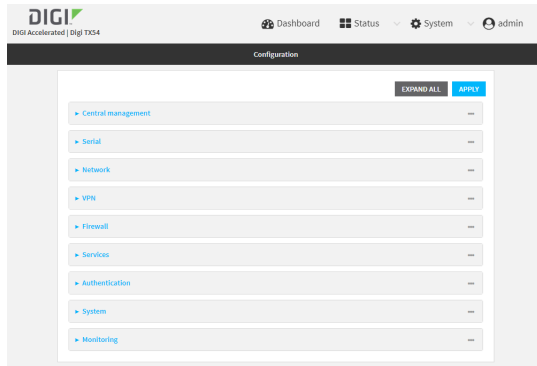 DIGI
DIGI Accelerated | Digi TX54
Dashboard
Status
System
admin
Configuration
EXPAND ALL
APPLY
Central management
Serial
Network
VPN
Firewall
Services
Authentication
System
Monitoring